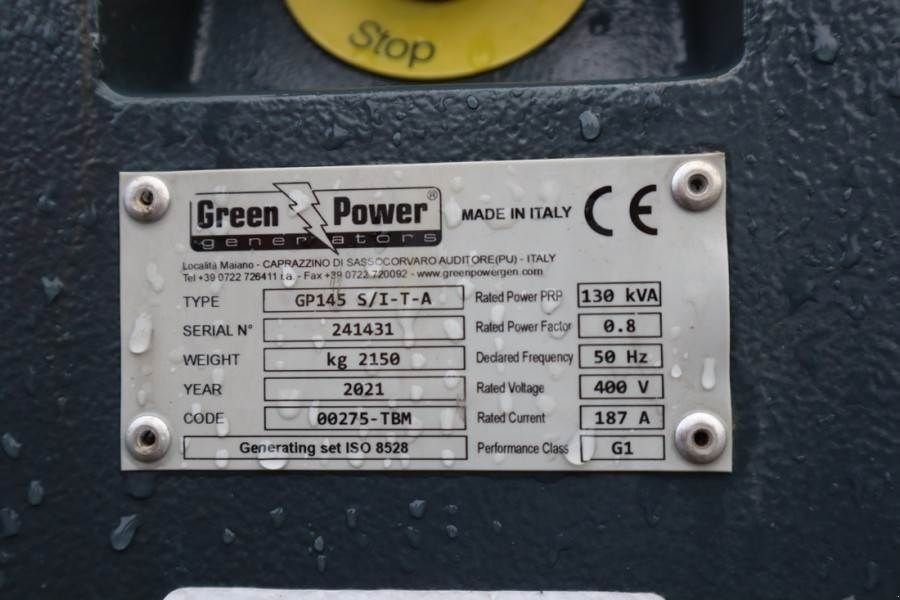 Stop
Green Power®
generators
MADE IN ITALY CE
Località Maiano - CAPRAZZINO DI SASSOCORVARO AUDITORE(PU) - ITALY
Tel +39 0722 726411 r.a. - Fax +39 0722 720092 - www.greenpowergen.com
TYPE GP145 S/I-T-A Rated Power PRP 130 kVA
SERIAL N° 241431 Rated Power Factor 0.8
WEIGHT kg 2150 Declared Frequency 50 Hz
YEAR 2021 Rated Voltage 400 V
CODE 00275-TBM Rated Current 187 A
Generating set ISO 8528 Performance Class G1